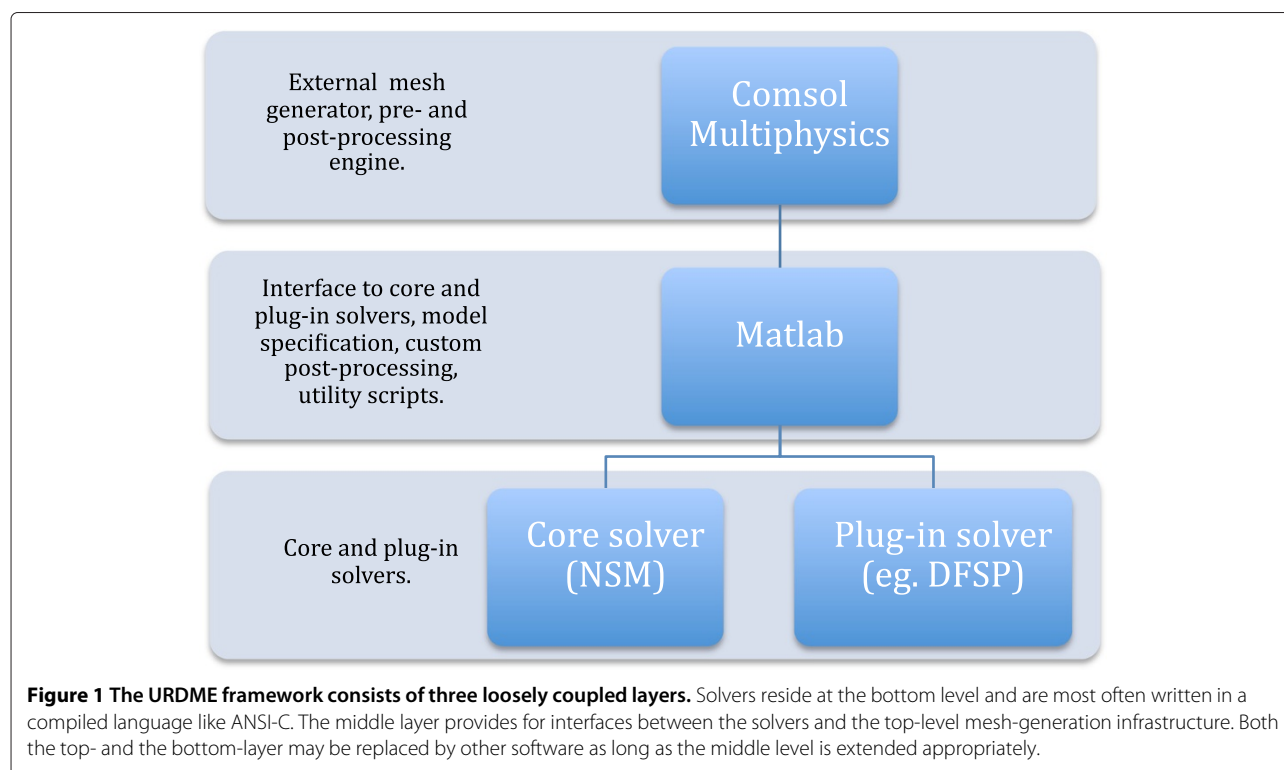 External mesh
generator, pre- and
post-processing
engine.
Comsol
Multiphysics
Interface to core and
plug-in solvers, model
specification, custom
post-processing,
utility scripts.
Matlab
Core and plug-in
solvers.
Core solver
(NSM)
Plug-in solver
(eg. DFSP)
Figure 1 The URDME framework consists of three loosely coupled layers. Solvers reside at the bottom level and are most often written in a
compiled language like ANSI-C. The middle layer provides for interfaces between the solvers and the top-level mesh-generation infrastructure. Both
the top- and the bottom-layer may be replaced by other software as long as the middle level is extended appropriately.